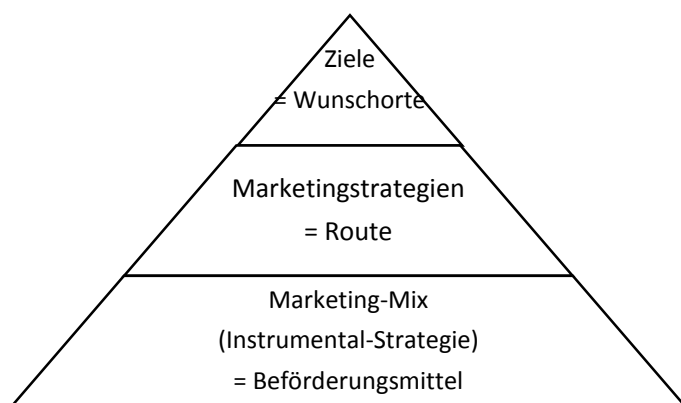 Ziele
= Wunschorte
Marketingstrategien
= Route
Marketing-Mix
(Instrumental-Strategie)
= Beförderungsmittel